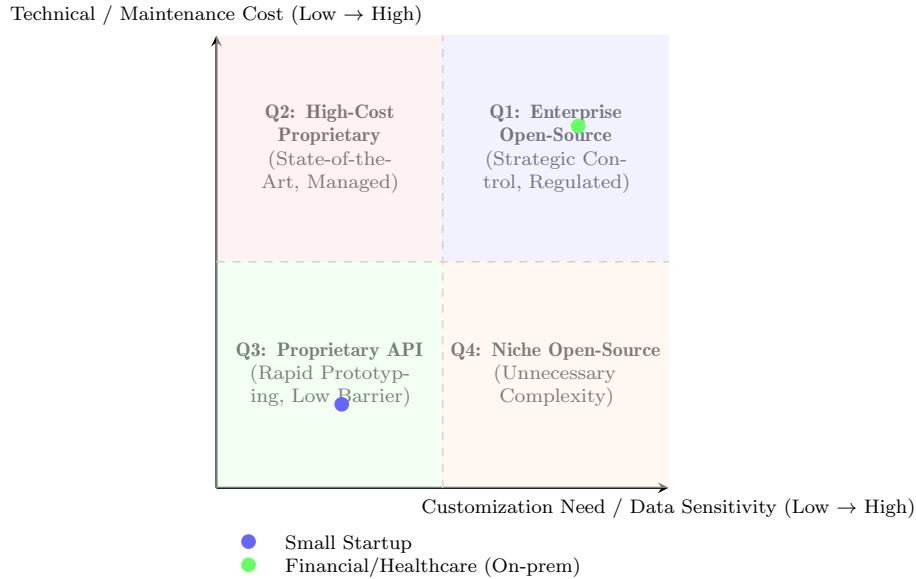 Technical / Maintenance Cost (Low → High)
Q2: High-Cost
Proprietary
(State-of-the-
Art, Managed)
Q1: Enterprise
Open-Source
(Strategic Con-
trol, Regulated)
Q3: Proprietary API
(Rapid Prototyp-
ing, Low Barrier)
Q4: Niche Open-Source
(Unnecessary
Complexity)
Customization Need / Data Sensitivity (Low → High)
Small Startup
Financial/Healthcare (On-prem)